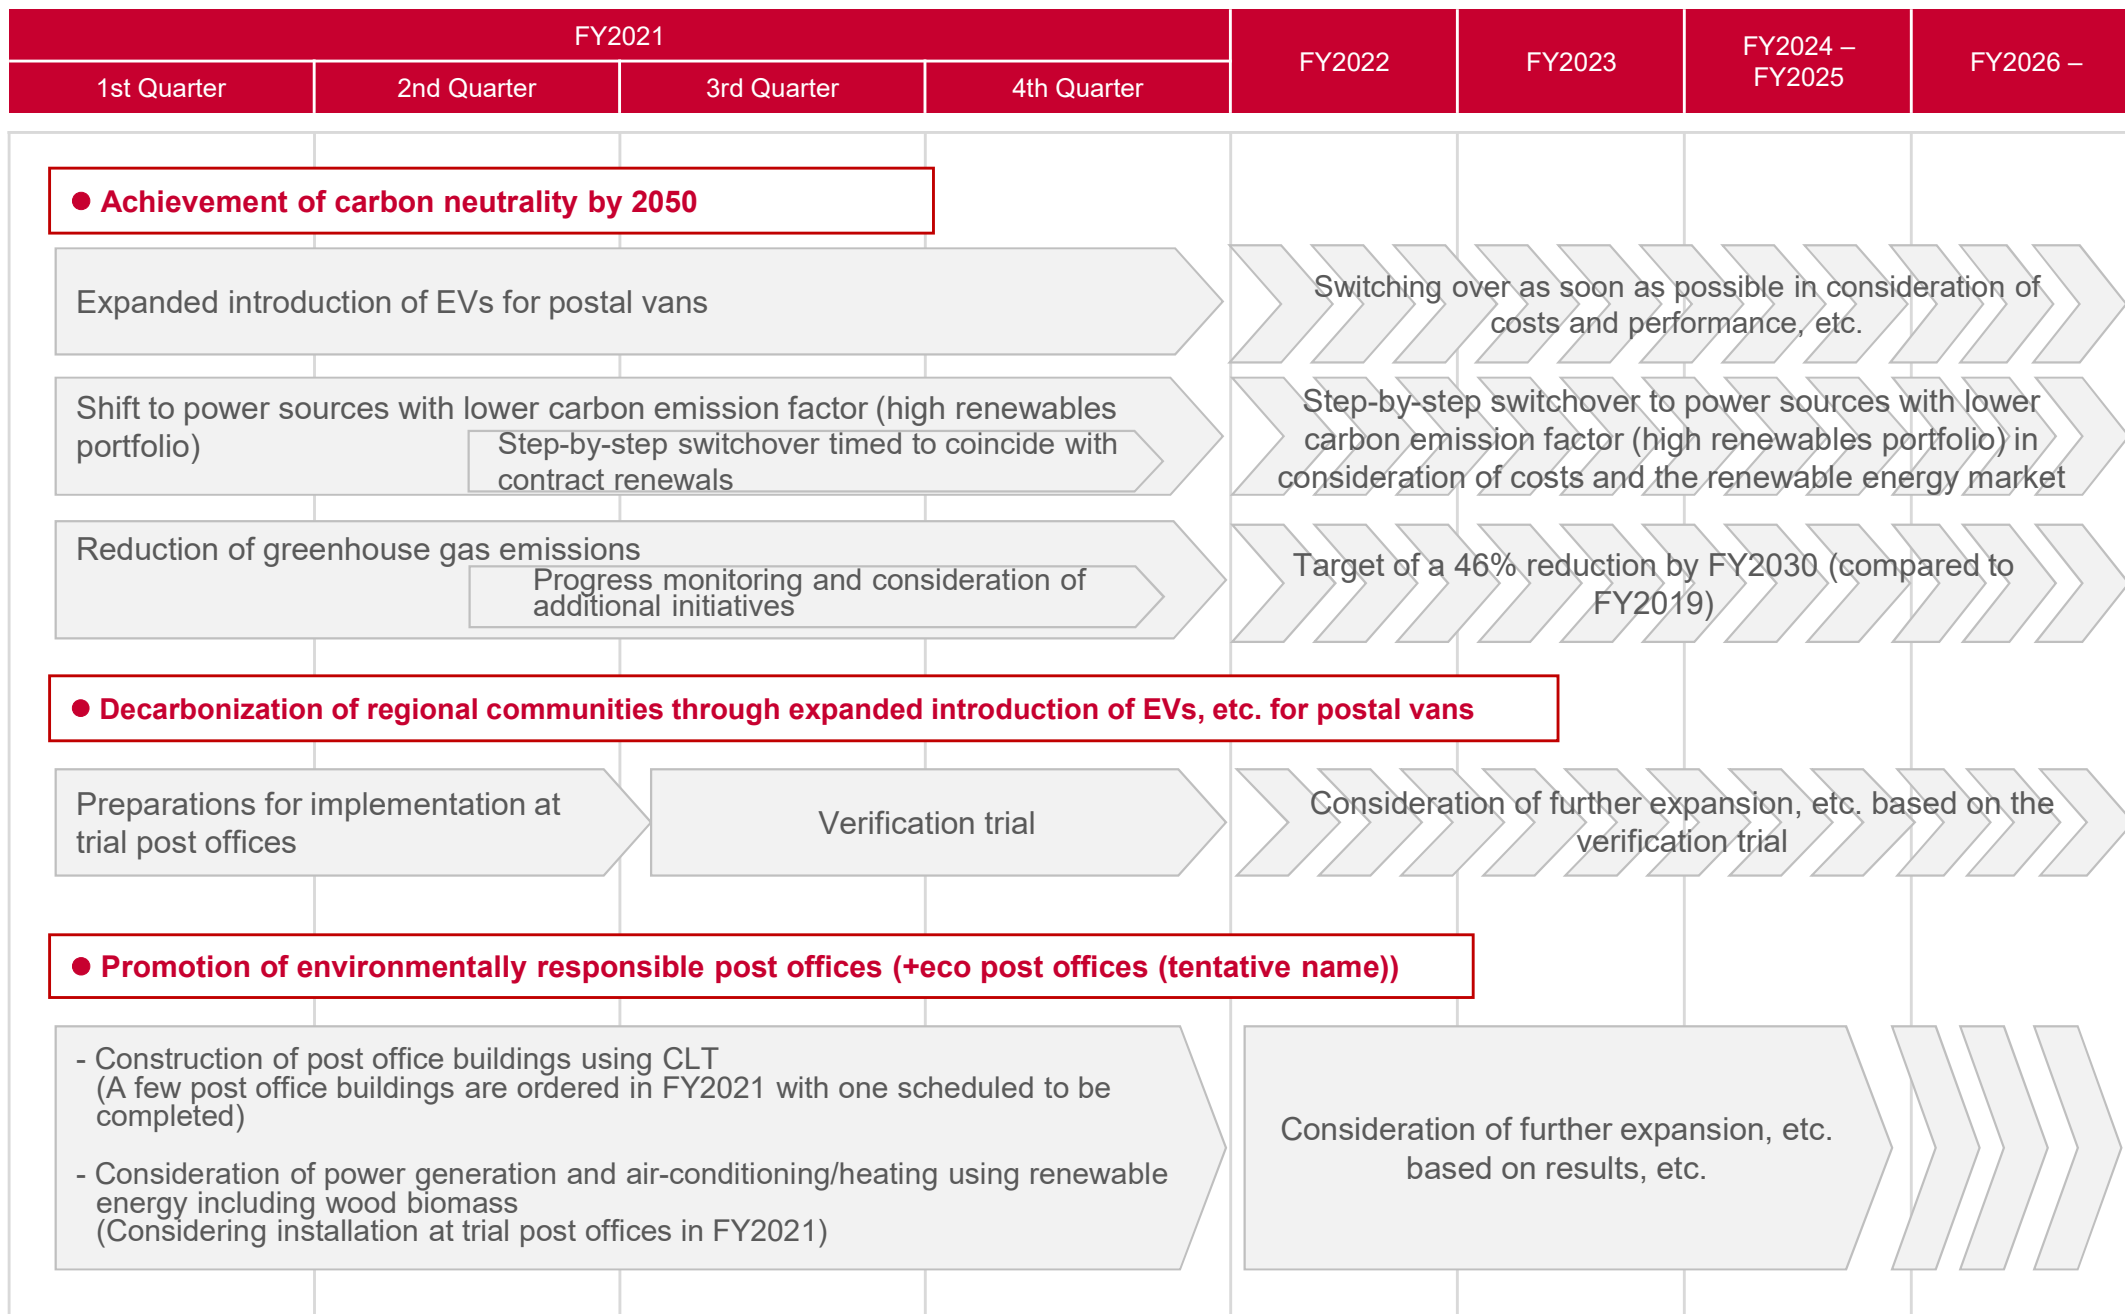 FY2021
FY2022
FY2023
FY2024 –
FY2025
FY2026 –
1st Quarter
2nd Quarter
3rd Quarter
4th Quarter
● Achievement of carbon neutrality by 2050
Expanded introduction of EVs for postal vans
Switching over as soon as possible in consideration of
costs and performance, etc.
Shift to power sources with lower carbon emission factor (high renewables
portfolio)
Step-by-step switchover timed to coincide with
contract renewals
Step-by-step switchover to power sources with lower
carbon emission factor (high renewables portfolio) in
consideration of costs and the renewable energy market
Reduction of greenhouse gas emissions
Progress monitoring and consideration of
additional initiatives
Target of a 46% reduction by FY2030 (compared to
FY2019)
● Decarbonization of regional communities through expanded introduction of EVs, etc. for postal vans
Preparations for implementation at
trial post offices
Verification trial
Consideration of further expansion, etc. based on the
verification trial
● Promotion of environmentally responsible post offices (+eco post offices (tentative name))
- Construction of post office buildings using CLT
(A few post office buildings are ordered in FY2021 with one scheduled to be
completed)
- Consideration of power generation and air-conditioning/heating using renewable
energy including wood biomass
(Considering installation at trial post offices in FY2021)
Consideration of further expansion, etc.
based on results, etc.